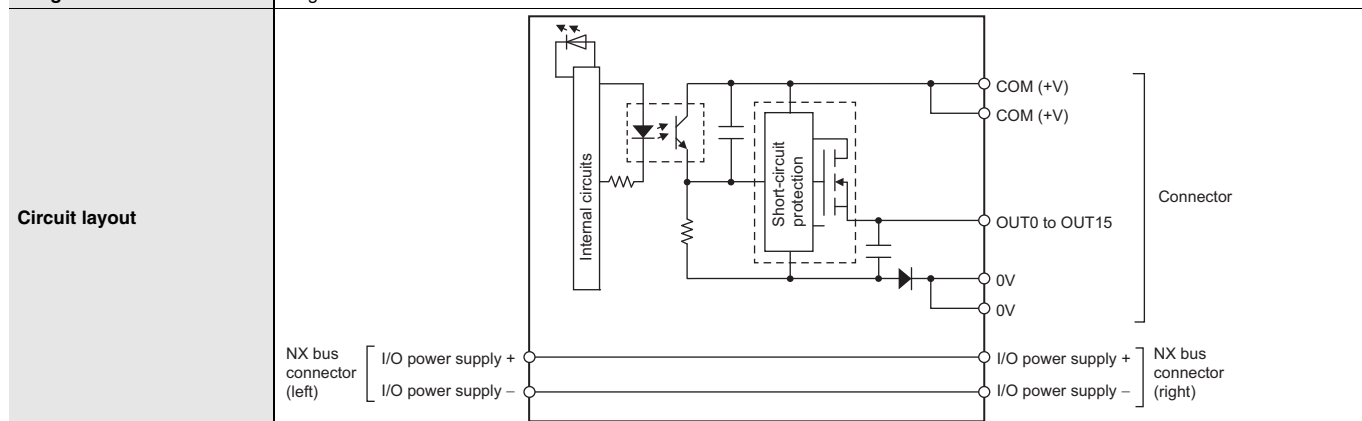 Circuit layout
Internal circuits
Short-circuit
protection
COM (+V)
COM (+V)
OUT0 to OUT15
0V
0V
Connector
NX bus
connector
(left)
I/O power supply +
I/O power supply –
I/O power supply +
I/O power supply –
NX bus
connector
(right)